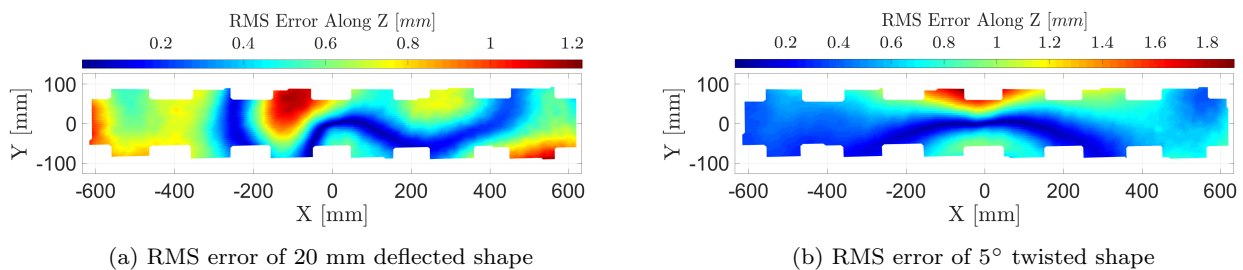 RMS Error Along Z [mm]
0.2 0.4 0.6 0.8 1 1.2
100
0
-100
Y [mm]
-600 -400 -200 0 200 400 600
X [mm]
(a) RMS error of 20 mm deflected shape
RMS Error Along Z [mm]
0.2 0.4 0.6 0.8 1 1.2 1.4 1.6 1.8
100
0
-100
Y [mm]
-600 -400 -200 0 200 400 600
X [mm]
(b) RMS error of 5° twisted shape